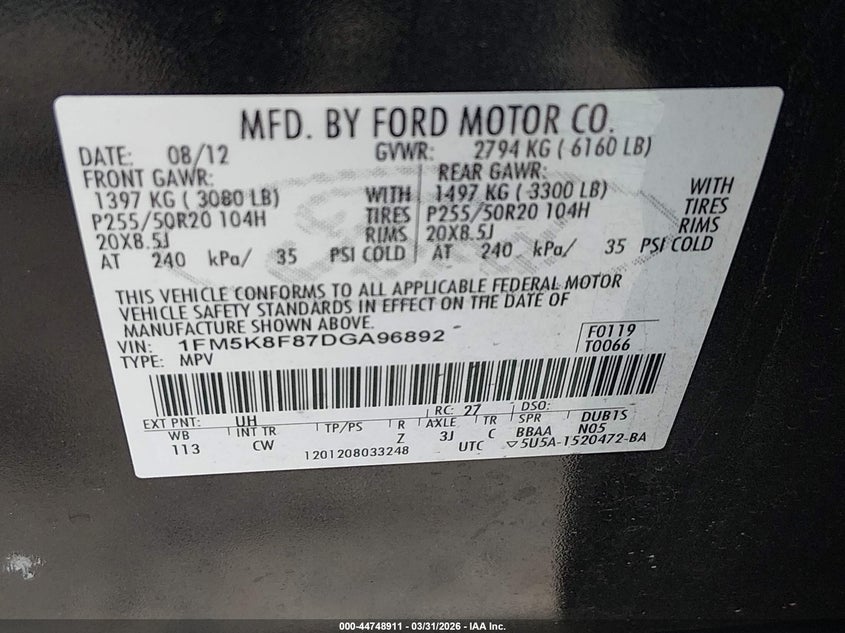 MFD. BY FORD MOTOR CO.
DATE: 08/12 GVWR: 2794 KG ( 6160 LB)
FRONT GAWR: REAR GAWR:
1397 KG ( 3080 LB) WITH 1497 KG ( 3300 LB) WITH
P255/50R20 104H TIRES P255/50R20 104H TIRES
20X8.5J RIMS 20X8.5J RIMS
AT 240 kPa/ 35 PSI COLD AT 240 kPa/ 35 PSI COLD
THIS VEHICLE CONFORMS TO ALL APPLICABLE FEDERAL MOTOR
VEHICLE SAFETY STANDARDS IN EFFECT ON THE DATE OF
MANUFACTURE SHOWN ABOVE.
VIN: 1FM5K8F87DGA96892 F0119
TYPE: MPV T0066
EXT PNT: UH RC: 27 DSO:
WB INT TR TP/PS R AXLE TR SPR DUB1S
113 CW Z 3J C BBAA N05
1201208033248 UTC ▽5U5A-1520472-BA
000-44748911 - 03/31/2026 - IAA Inc.